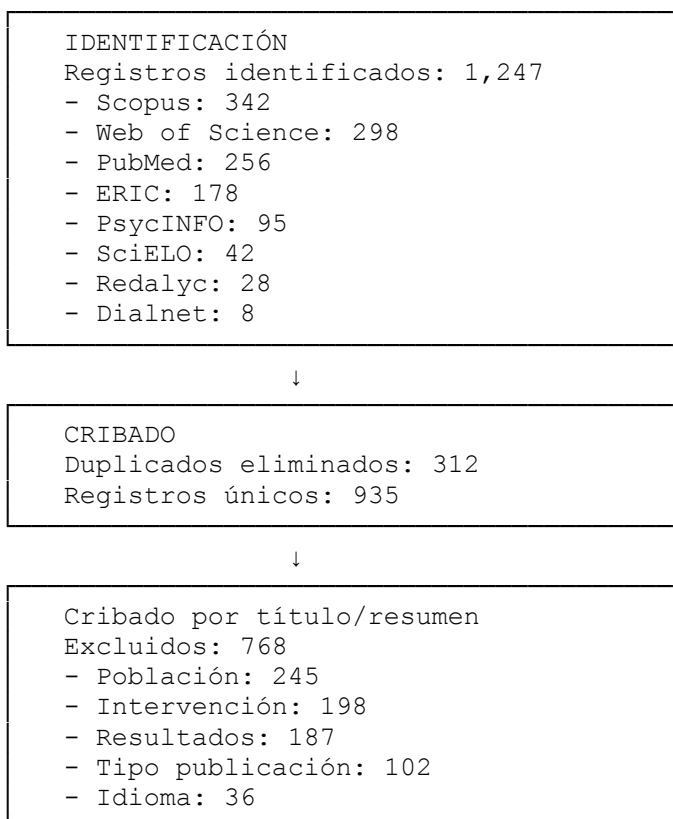 IDENTIFICACIÓN
Registros identificados: 1,247
- Scopus: 342
- Web of Science: 298
- PubMed: 256
- ERIC: 178
- PsycINFO: 95
- SciELO: 42
- Redalyc: 28
- Dialnet: 8
↓
CRIBADO
Duplicados eliminados: 312
Registros únicos: 935
↓
Cribado por título/resumen
Excluidos: 768
- Población: 245
- Intervención: 198
- Resultados: 187
- Tipo publicación: 102
- Idioma: 36